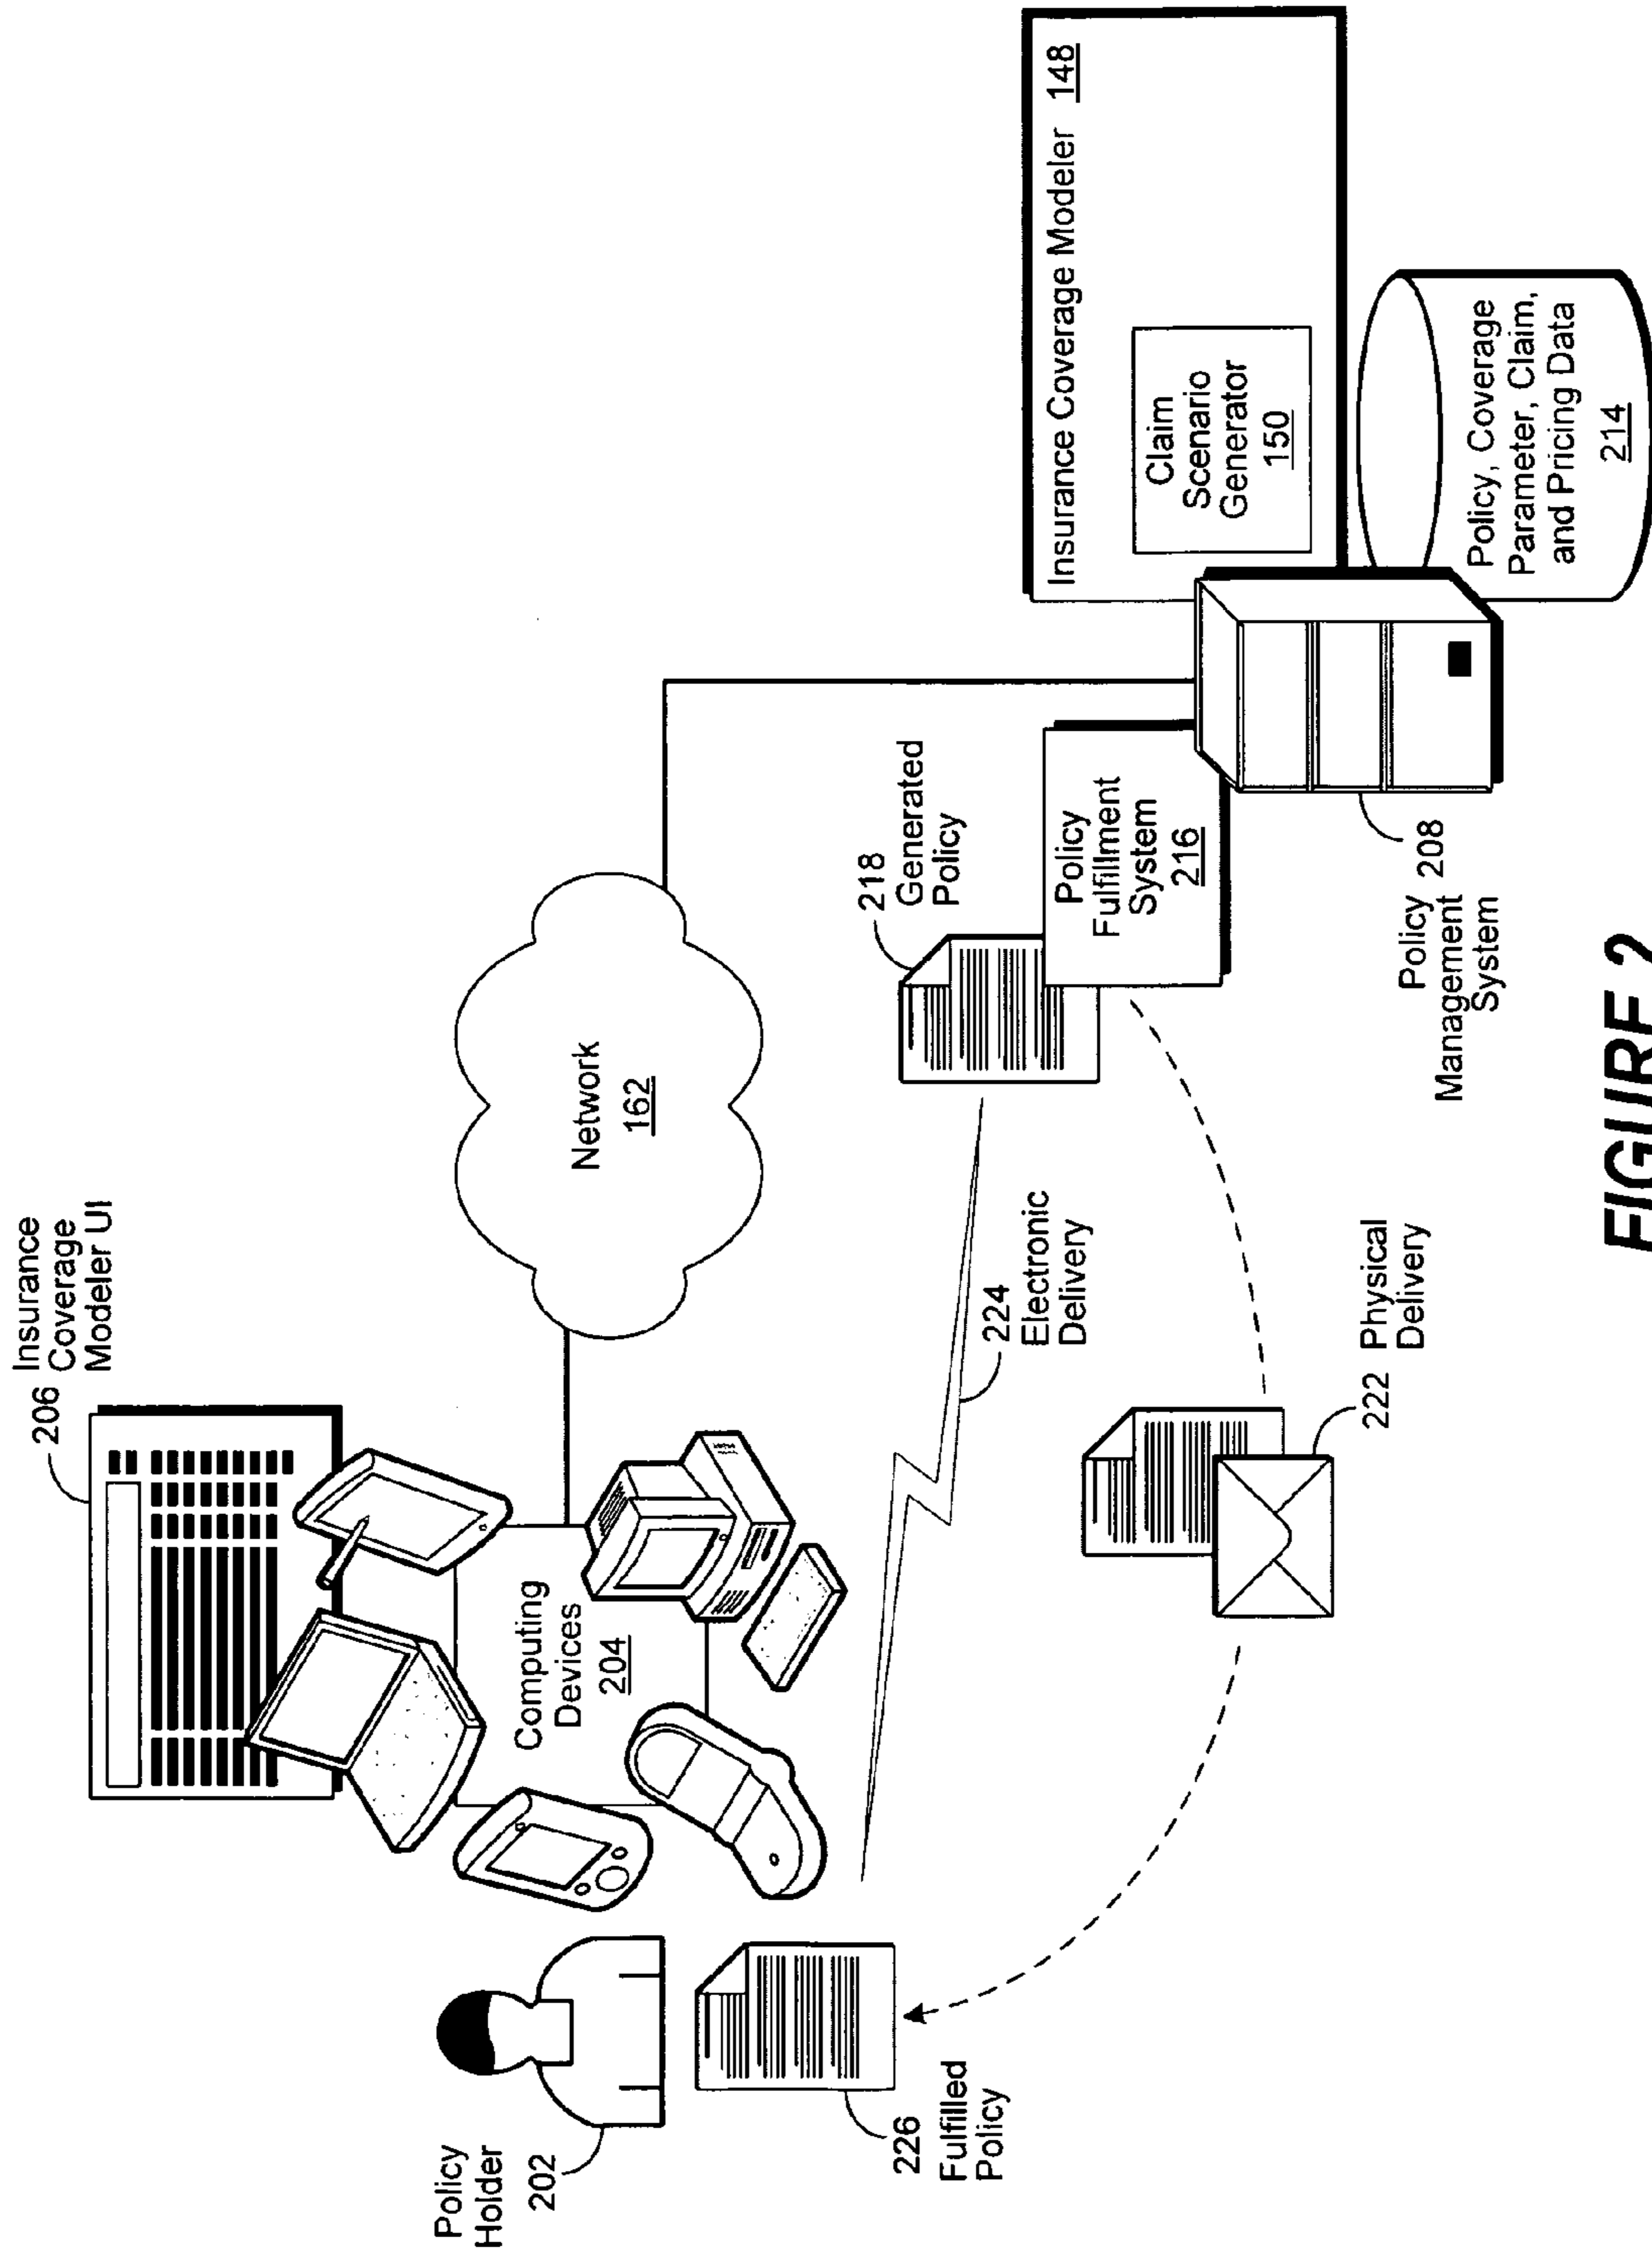 206 Insurance
Coverage
Modeler UI
Policy
Holder
202
Computing
Devices
204
Network
162
226
Fulfilled
Policy
224
Electronic
Delivery
218
Generated
Policy
Insurance Coverage Modeler 148
Claim
Scenario
Generator
150
Policy
Fulfillment
System
216
222 Physical
Delivery
Policy 208
Management
System
Policy, Coverage
Parameter, Claim,
and Pricing Data
214
FIGURE 2